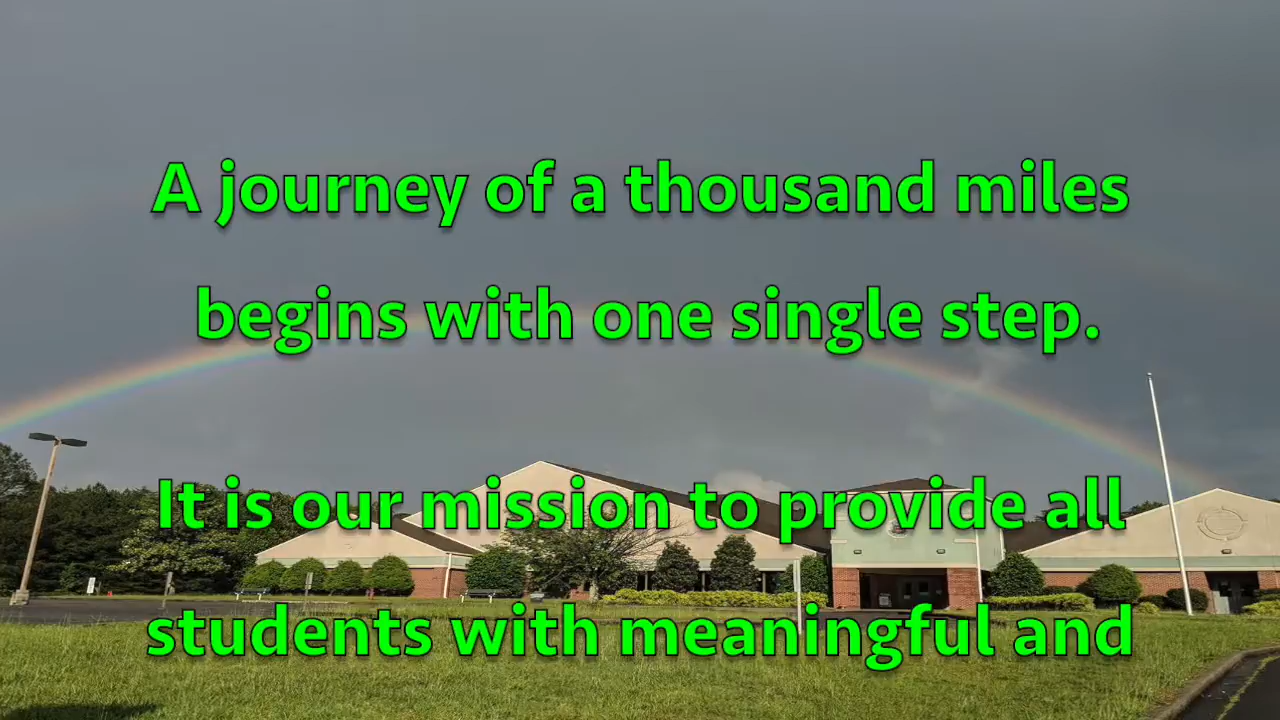 A journey of a thousand miles
begins with one single step.
It is our mission to provide all
students with meaningful and